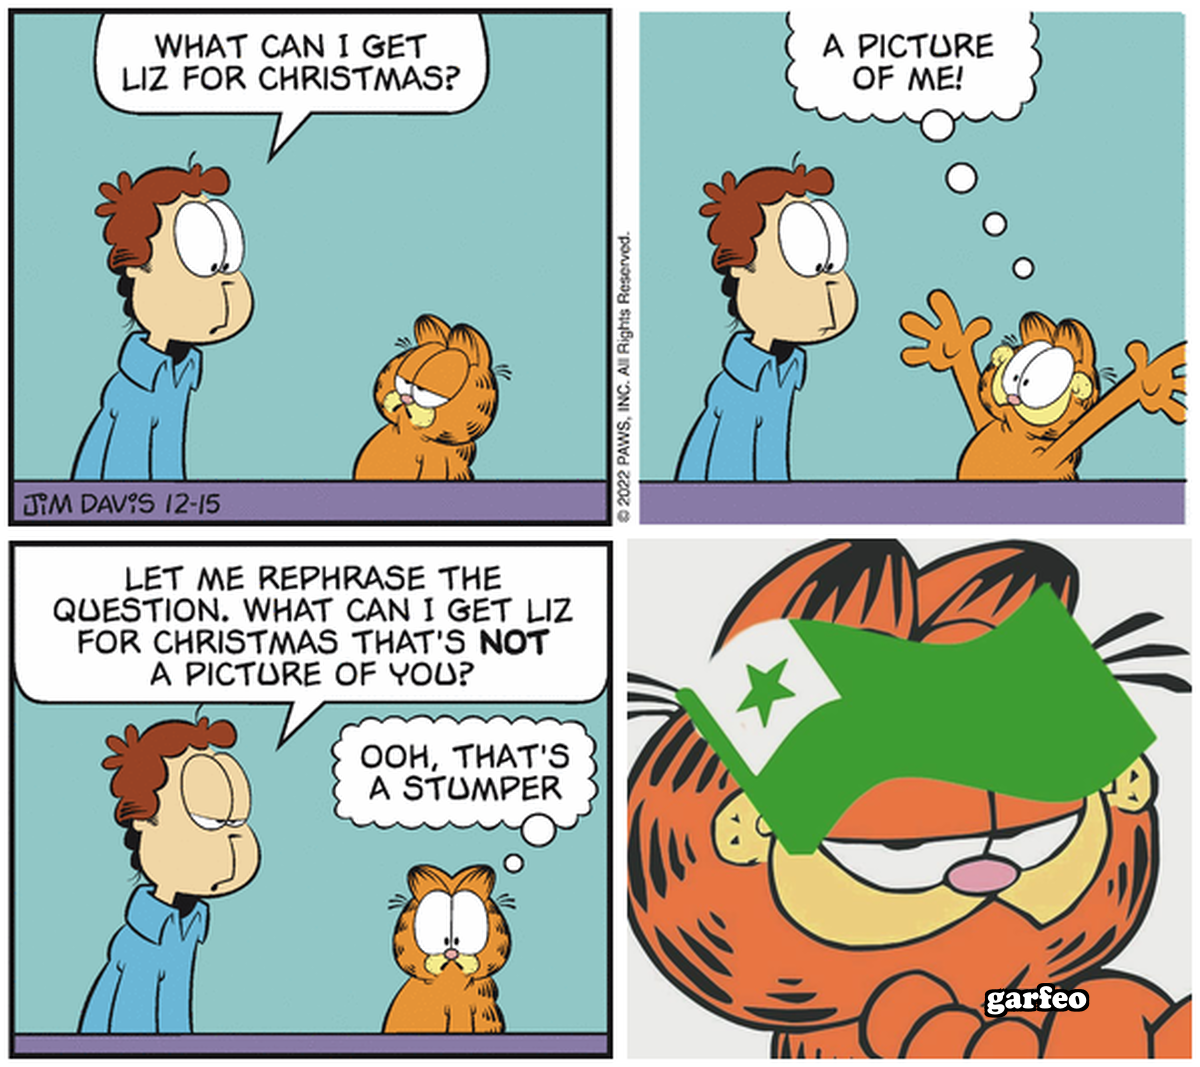 WHAT CAN I GET
LIZ FOR CHRISTMAS?
JIM DAVIS 12-15
© 2022 PAWS, INC. All Rights Reserved.
A PICTURE
OF ME!
LET ME REPHRASE THE
QUESTION. WHAT CAN I GET LIZ
FOR CHRISTMAS THAT'S NOT
A PICTURE OF YOU?
OOH, THAT'S
A STUMPER
garfeo